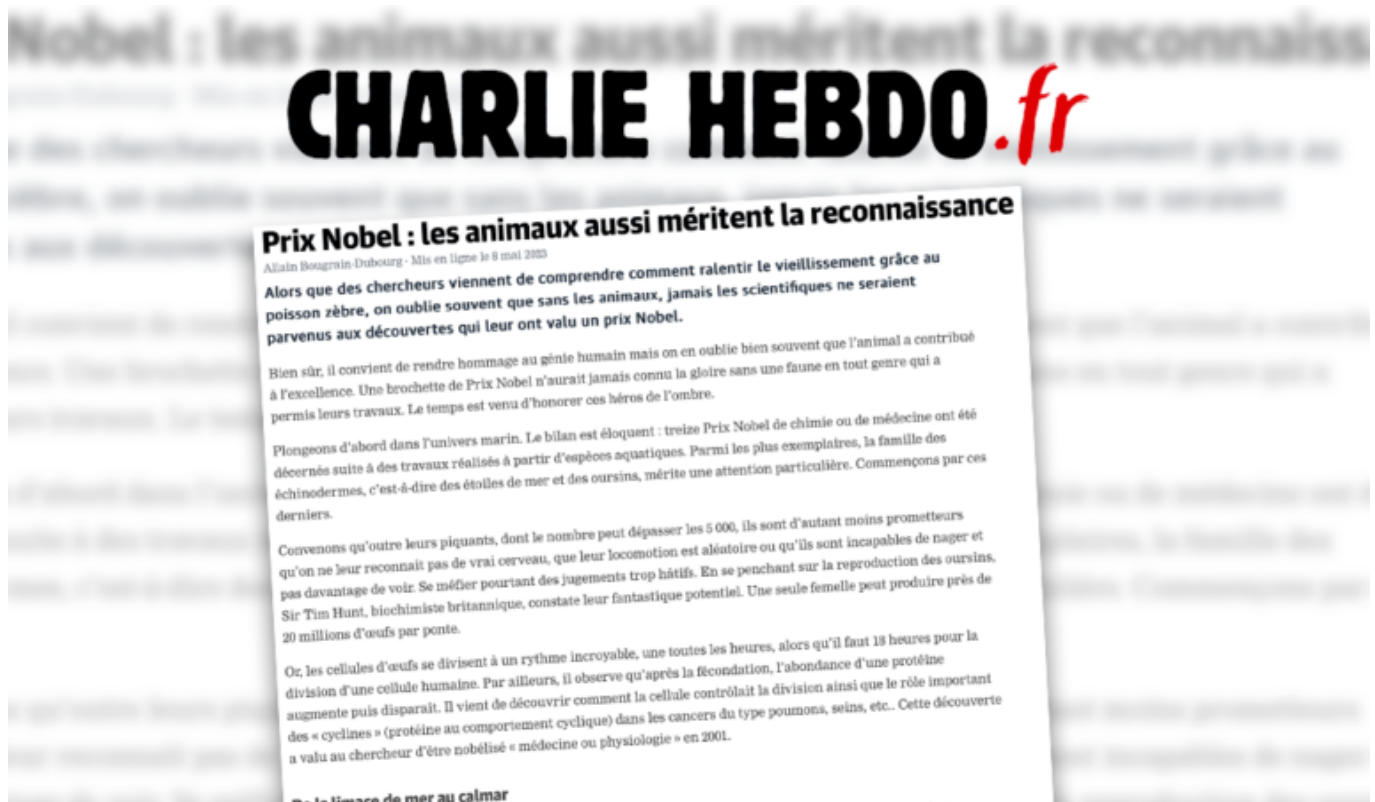 Nobel : les animaux aussi méritent la reconnaiss
CHARLIE HEBDO.fr
Prix Nobel : les animaux aussi méritent la reconnaissance
Allain Bougrain-Dubourg - Mis en ligne le 8 mai 2023
Alors que des chercheurs viennent de comprendre comment ralentir le vieillissement grâce au
poisson zèbre, on oublie souvent que sans les animaux, jamais les scientifiques ne seraient
parvenus aux découvertes qui leur ont valu un prix Nobel.
Bien sûr, il convient de rendre hommage au génie humain mais on en oublie bien souvent que l'animal a contribué
à l'excellence. Une brochette de Prix Nobel n'aurait jamais connu la gloire sans une faune en tout genre qui a
permis leurs travaux. Le temps est venu d'honorer ces héros de l'ombre.
Plongeons d'abord dans l'univers marin. Le bilan est éloquent : treize Prix Nobel de chimie ou de médecine ont été
décernés suite à des travaux réalisés à partir d'espèces aquatiques. Parmi les plus exemplaires, la famille des
échinodermes, c'est-à-dire des étoiles de mer et des oursins, mérite une attention particulière. Commençons par ces
derniers.
Convenons qu'outre leurs piquants, dont le nombre peut dépasser les 5 000, ils sont d'autant moins prometteurs
qu'on ne leur reconnait pas de vrai cerveau, que leur locomotion est aléatoire ou qu'ils sont incapables de nager et
pas davantage de voir. Se méfier pourtant des jugements trop hâtifs. En se penchant sur la reproduction des oursins,
Sir Tim Hunt, biochimiste britannique, constate leur fantastique potentiel. Une seule femelle peut produire près de
20 millions d'œufs par ponte.
Or, les cellules d'œufs se divisent à un rythme incroyable, une toutes les heures, alors qu'il faut 18 heures pour la
division d'une cellule humaine. Par ailleurs, il observe qu'après la fécondation, l'abondance d'une protéine
augmente puis disparaît. Il vient de découvrir comment la cellule contrôlait la division ainsi que le rôle important
des « cyclines » (protéine au comportement cyclique) dans les cancers du type poumons, seins, etc.. Cette découverte
a valu au chercheur d'être nobélisé « médecine ou physiologie » en 2001.
De la limace de mer au calmar